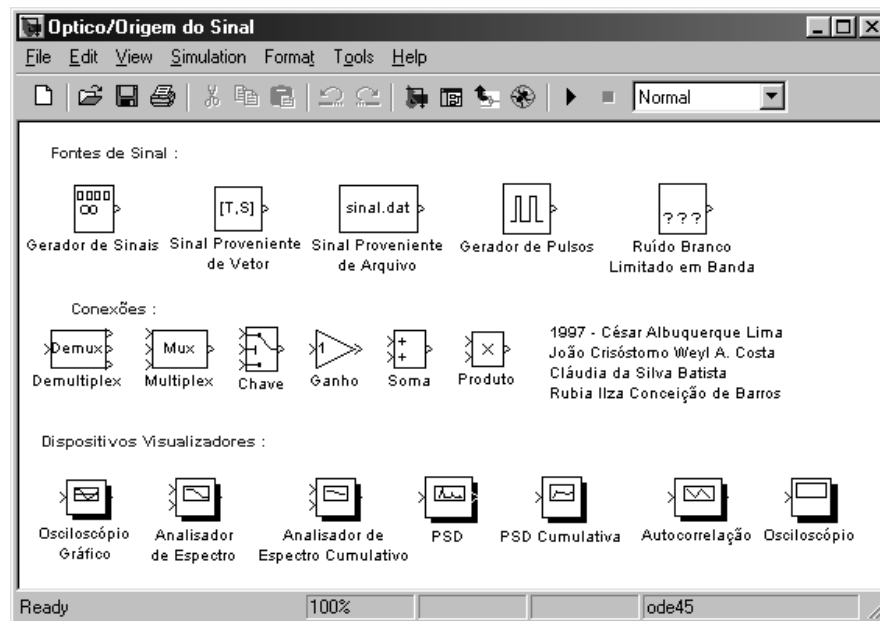 Optico/Origem do Sinal
File Edit View Simulation Format Tools Help
Normal
Fontes de Sinal :
[T,S]
sinal.dat
???
Gerador de Sinais
Sinal Proveniente
de Vetor
Sinal Proveniente
de Arquivo
Gerador de Pulsos
Ruído Branco
Limitado em Banda
Conexões :
Demux
Mux
1
+
+
×
Demultiplex
Multiplex
Chave
Ganho
Soma
Produto
1997 - César Albuquerque Lima
João Crisóstomo Weyl A. Costa
Cláudia da Silva Batista
Rubia Ilza Conceição de Barros
Dispositivos Visualizadores :
Osciloscópio
Gráfico
Analisador
de Espectro
Analisador de
Espectro Cumulativo
PSD
PSD Cumulativa
Autocorrelação
Osciloscópio
Ready
100%
ode45